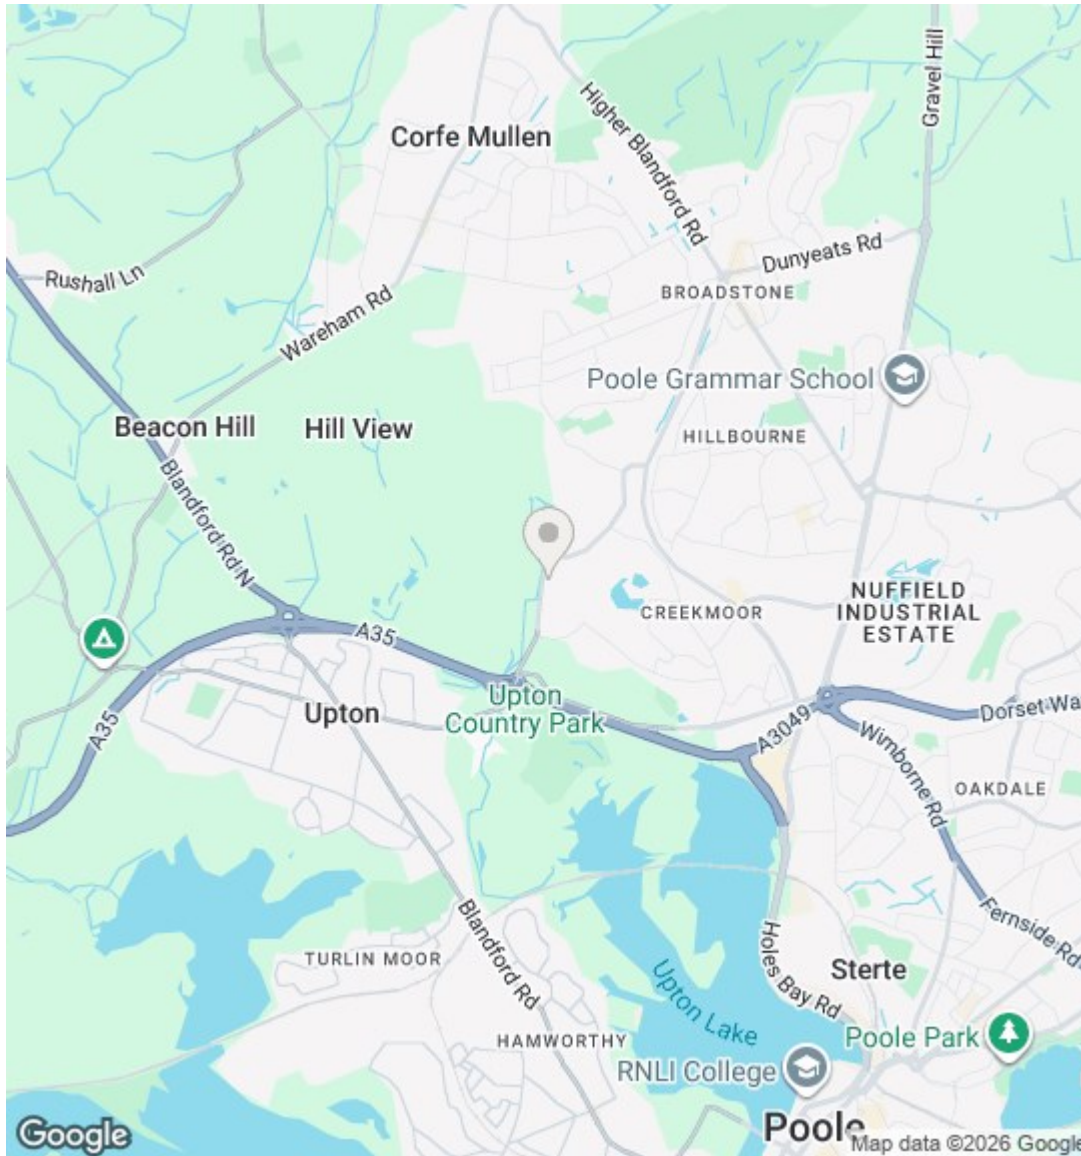 Gravel Hill
Higher Blandford Rd
Corfe Mullen
Dunyeats Rd
Rushall Ln
BROADSTONE
Wareham Rd
Poole Grammar School
Beacon Hill
Hill View
HILLBOURNE
Blandford Rd N
NUFFIELD
INDUSTRIAL
ESTATE
CREEKMOOR
A35
Upton
Country Park
Upton
A35
A3049
Dorset Wa
Wimborne Rd
OAKDALE
Blandford Rd
Holes Bay Rd
Fernside Rd
TURLIN MOOR
Sterte
Upton Lake
HAMWORTHY
Poole Park
RNLI College
Poole
Google
Map data ©2026 Google